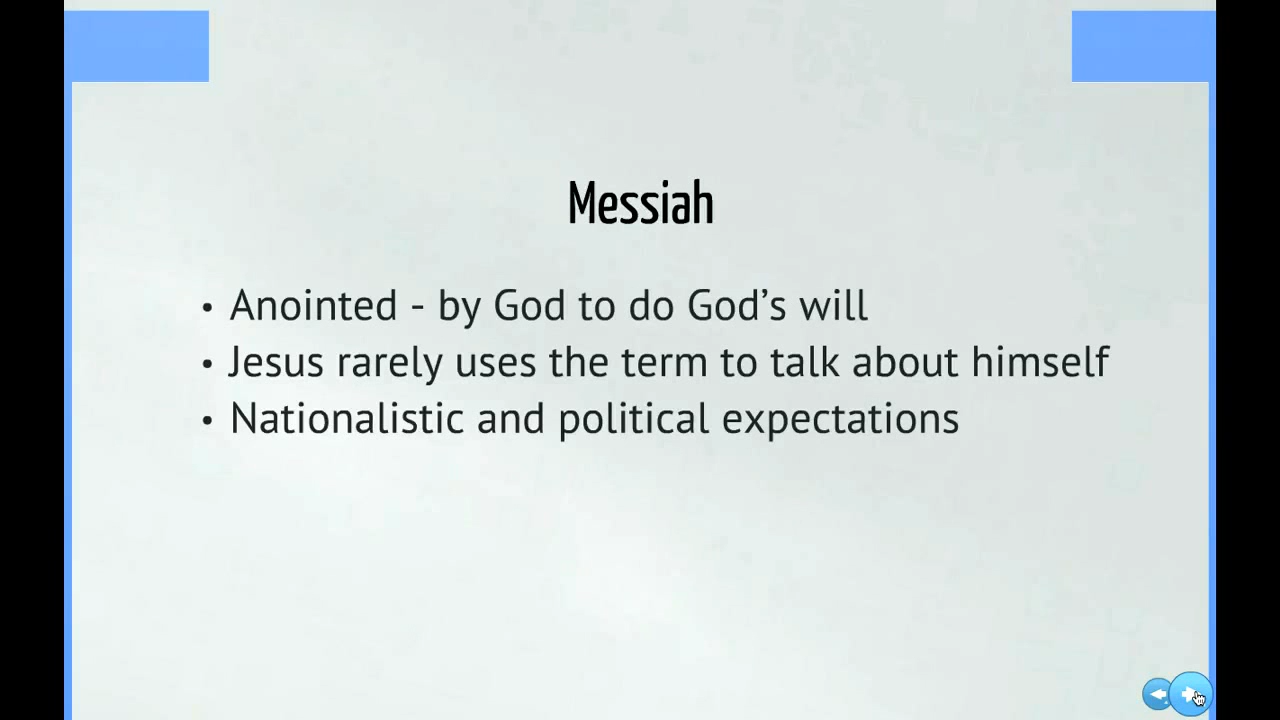 Messiah
• Anointed - by God to do God’s will
• Jesus rarely uses the term to talk about himself
• Nationalistic and political expectations